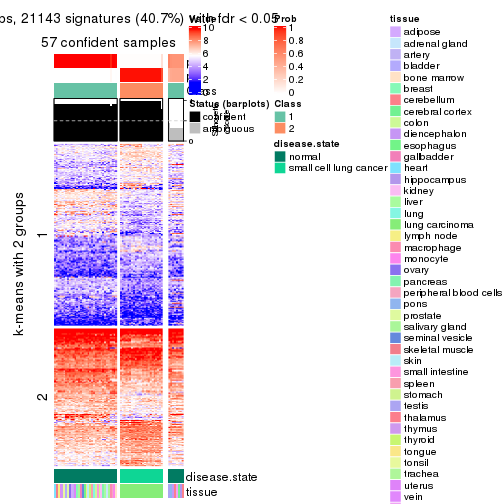 bs, 21143 signatures (40.7%) with fdr < 0.05
57 confident samples
Value
10
8
6
4
2
0
Prob
1
0.8
0.6
0.4
0.2
0
Status (barplots)
confident
ambiguous
Class
1
2
disease.state
normal
small cell lung cancer
k-means with 2 groups
1
2
disease.state
tissue
tissue
adipose
adrenal gland
artery
bladder
bone marrow
breast
cerebellum
cerebral cortex
colon
diencephalon
esophagus
gallbladder
heart
hippocampus
kidney
liver
lung
lung carcinoma
lymph node
macrophage
monocyte
ovary
pancreas
peripheral blood cells
pons
prostate
salivary gland
seminal vesicle
skeletal muscle
skin
small intestine
spleen
stomach
testis
thalamus
thymus
thyroid
tongue
tonsil
trachea
uterus
vein